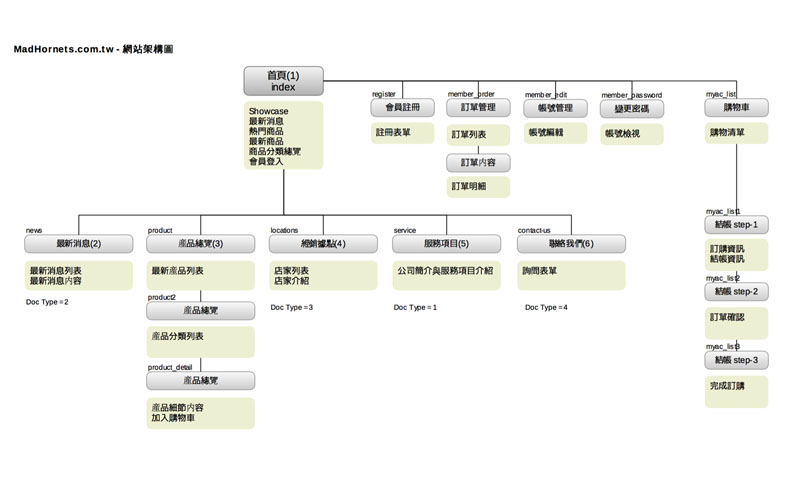 MadHornets.com.tw - 網站架構圖
首頁(1)
index
Showcase
最新消息
熱門商品
最新商品
商品分類總覽
會員登入
register
會員註冊
註冊表單
member_order
訂單管理
訂單列表
訂單內容
訂單明細
member_edit
帳號管理
帳號編輯
member_password
變更密碼
帳號檢視
myac_list
購物車
購物清單
myac_list1
結帳 step-1
訂購資訊
結帳資訊
myac_list2
結帳 step-2
訂單確認
myac_list3
結帳 step-3
完成訂購
news
最新消息(2)
最新消息列表
最新消息內容
Doc Type =2
product
產品總覽(3)
最新產品列表
product2
產品總覽
產品分類列表
product_detail
產品總覽
產品細節內容
加入購物車
locations
經銷據點(4)
店家列表
店家介紹
Doc Type =3
service
服務項目(5)
公司簡介與服務項目介紹
Doc Type =1
contact-us
聯絡我們(6)
詢問表單
Doc Type =4